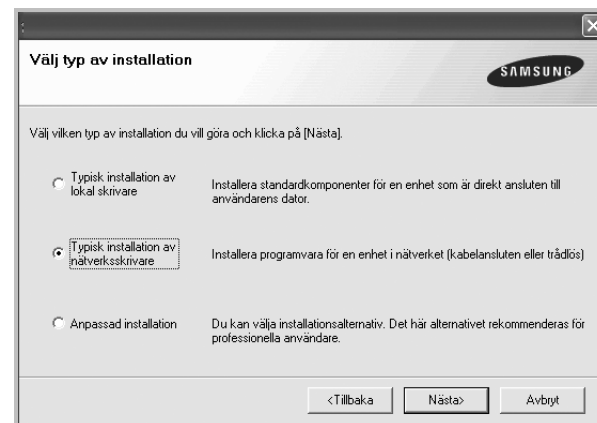 Välj typ av installation
SAMSUNG
Välj vilken typ av installation du vill göra och klicka på [Nästa].
Typisk installation av
lokal skrivare
Installera standardkomponenter för en enhet som är direkt ansluten till
användarens dator.
Typisk installation av
nätverksskrivare
Installera programvara för en enhet i nätverket (kabelansluten eller trådlös)
Anpassad installation
Du kan välja installationsalternativ. Det här alternativet rekommenderas för
professionella användare.
<Tillbaka
Nästa>
Avbryt